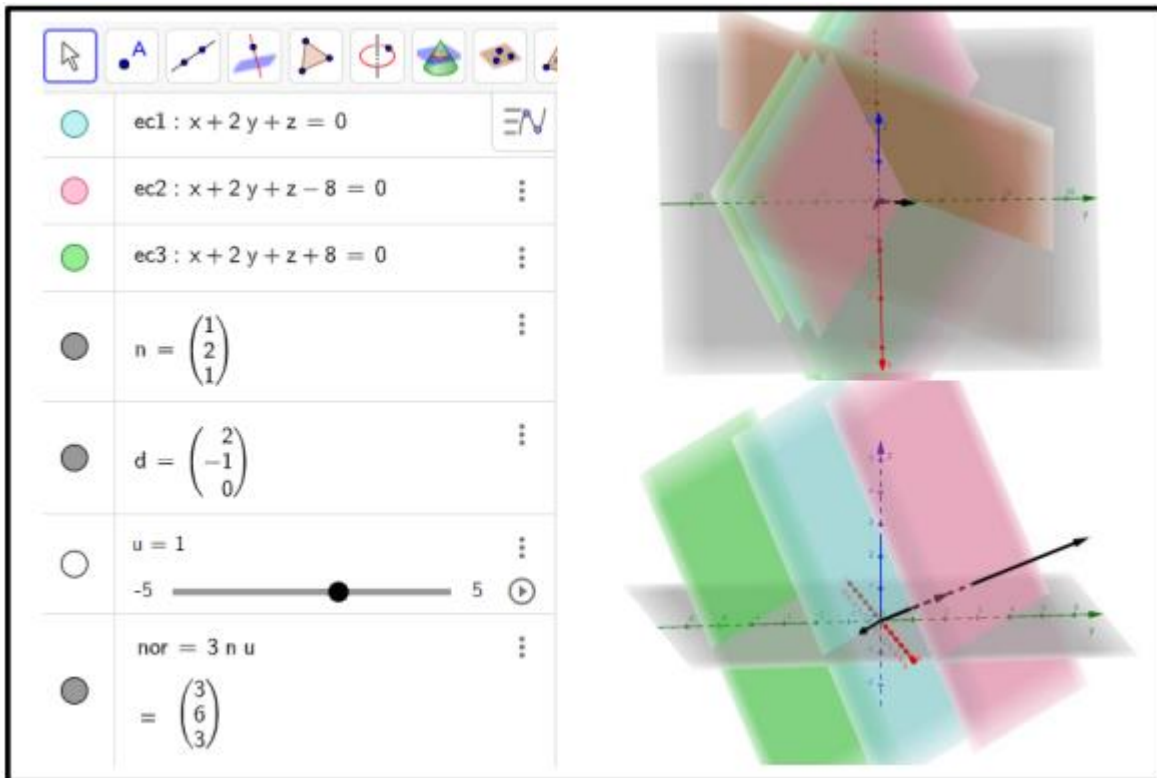 A
ec1 : x + 2 y + z = 0
ec2 : x + 2 y + z − 8 = 0
ec3 : x + 2 y + z + 8 = 0
n = (1
2
1)
d = (2
−1
0)
u = 1
-5 5
nor = 3 n u
= (3
6
3)